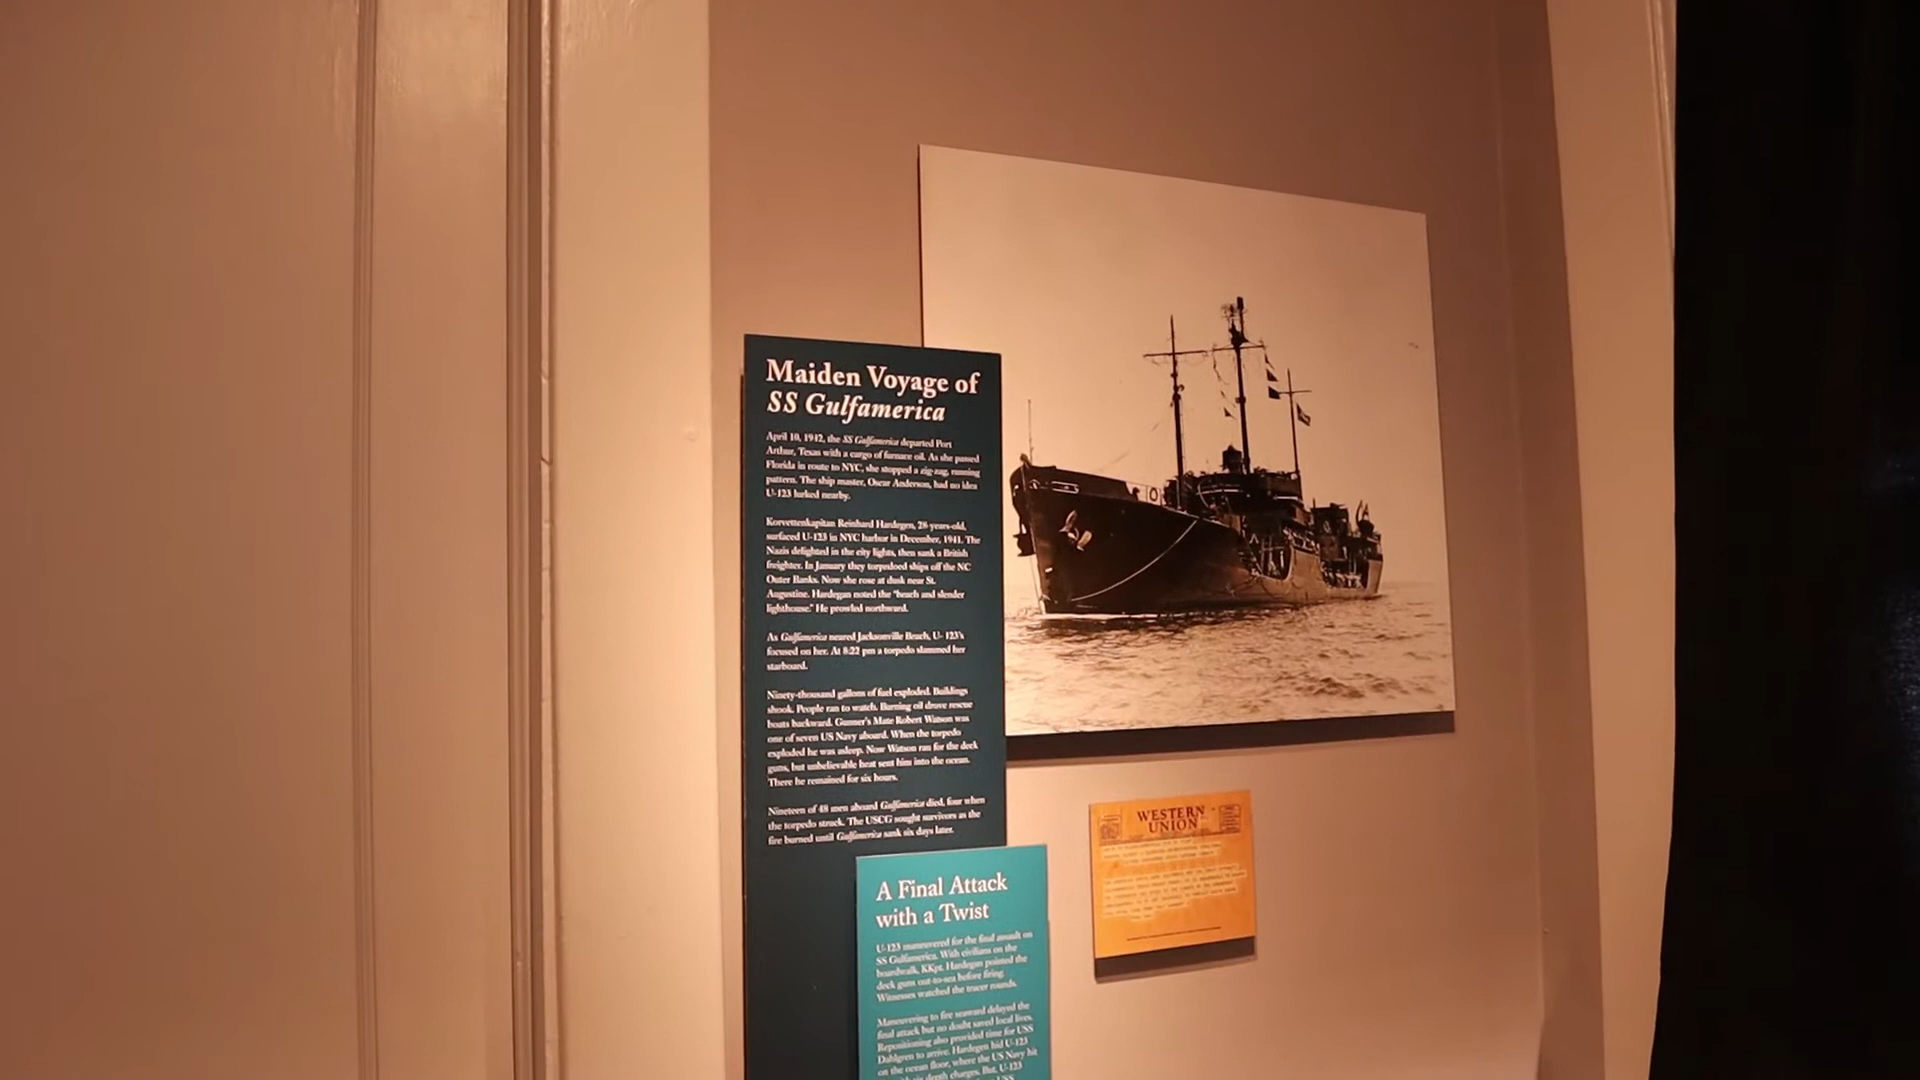 Maiden Voyage of
SS Gulfamerica
April 10, 1942, the SS Gulfamerica departed Port
Arthur, Texas with a cargo of furnace oil. As she passed
Florida in route to NYC, she stopped a zig-zag, running
pattern. The ship master, Oscar Anderson, had no idea
U-123 lurked nearby.
Korvettenkapitan Reinhard Hardegen, 28-years-old,
surfaced U-123 in NYC harbor in December, 1941. The
Nazis delighted in the city lights, then sank a British
freighter. In January they torpedoed ships off the NC
Outer Banks. Now she rose at dusk near St.
Augustine. Hardegan noted the "beach and slender
lighthouse." He prowled northward.
As Gulfamerica neared Jacksonville Beach, U- 123's
focused on her. At 8:22 pm a torpedo slammed her
starboard.
Ninety-thousand gallons of fuel exploded. Buildings
shook. People ran to watch. Burning oil drove rescue
boats backward. Gunner's Mate Robert Watson was
one of seven US Navy aboard. When the torpedo
exploded he was asleep. Now Watson ran for the deck
guns, but unbelievable heat sent him into the ocean.
There he remained for six hours.
Nineteen of 48 men aboard Gulfamerica died, four when
the torpedo struck. The USCG sought survivors as the
fire burned until Gulfamerica sank six days later.
A Final Attack
with a Twist
U-123 maneuvered for the final assault on
SS Gulfamerica. With civilians on the
boardwalk, KKpt. Hardegan pointed the
deck guns out-to-sea before firing.
Witnesses watched the tracer rounds.
Maneuvering to fire seaward delayed the
final attack but no doubt saved local lives.
Repositioning also provided time for USS
Dahlgren to arrive. Hardegen hid U-123
on the ocean floor, where the US Navy hit
depth charges. But, U-123
USS
WESTERN
UNION